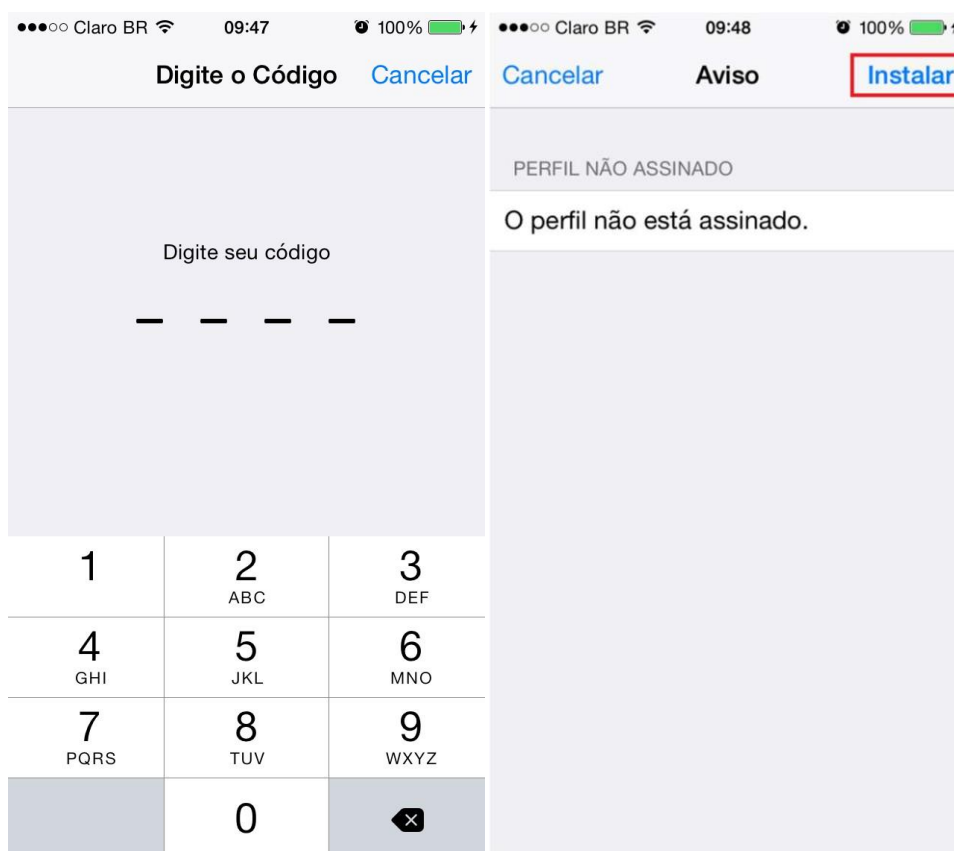 Claro BR 09:47 100%
Digite o Código Cancelar
Digite seu código
1 2 3
ABC DEF
4 5 6
GHI JKL MNO
7 8 9
PQRS TUV WXYZ
0
Claro BR 09:48 100%
Cancelar Aviso Instalar
PERFIL NÃO ASSINADO
O perfil não está assinado.